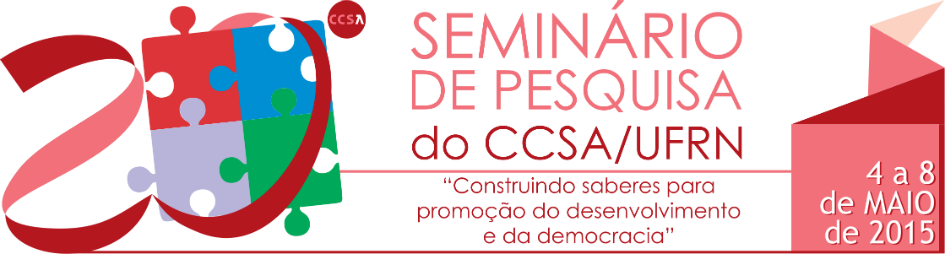 20
CCSA
SEMINÁRIO
DE PESQUISA
do CCSA/UFRN
“Construindo saberes para
promoção do desenvolvimento
e da democracia”
4 a 8
de MAIO
de 2015